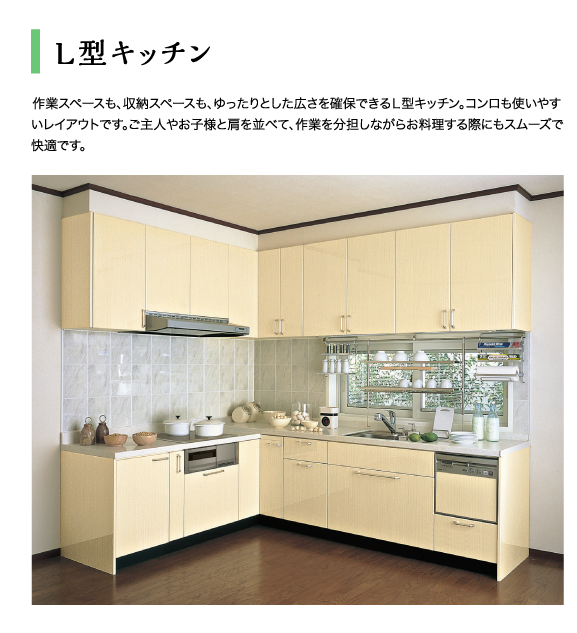 L型キッチン
作業スペースも、収納スペースも、ゆったりとした広さを確保できるL型キッチン。コンロも使いやす
いレイアウトです。ご主人やお子様と肩を並べて、作業を分担しながらお料理する際にもスムーズで
快適です。